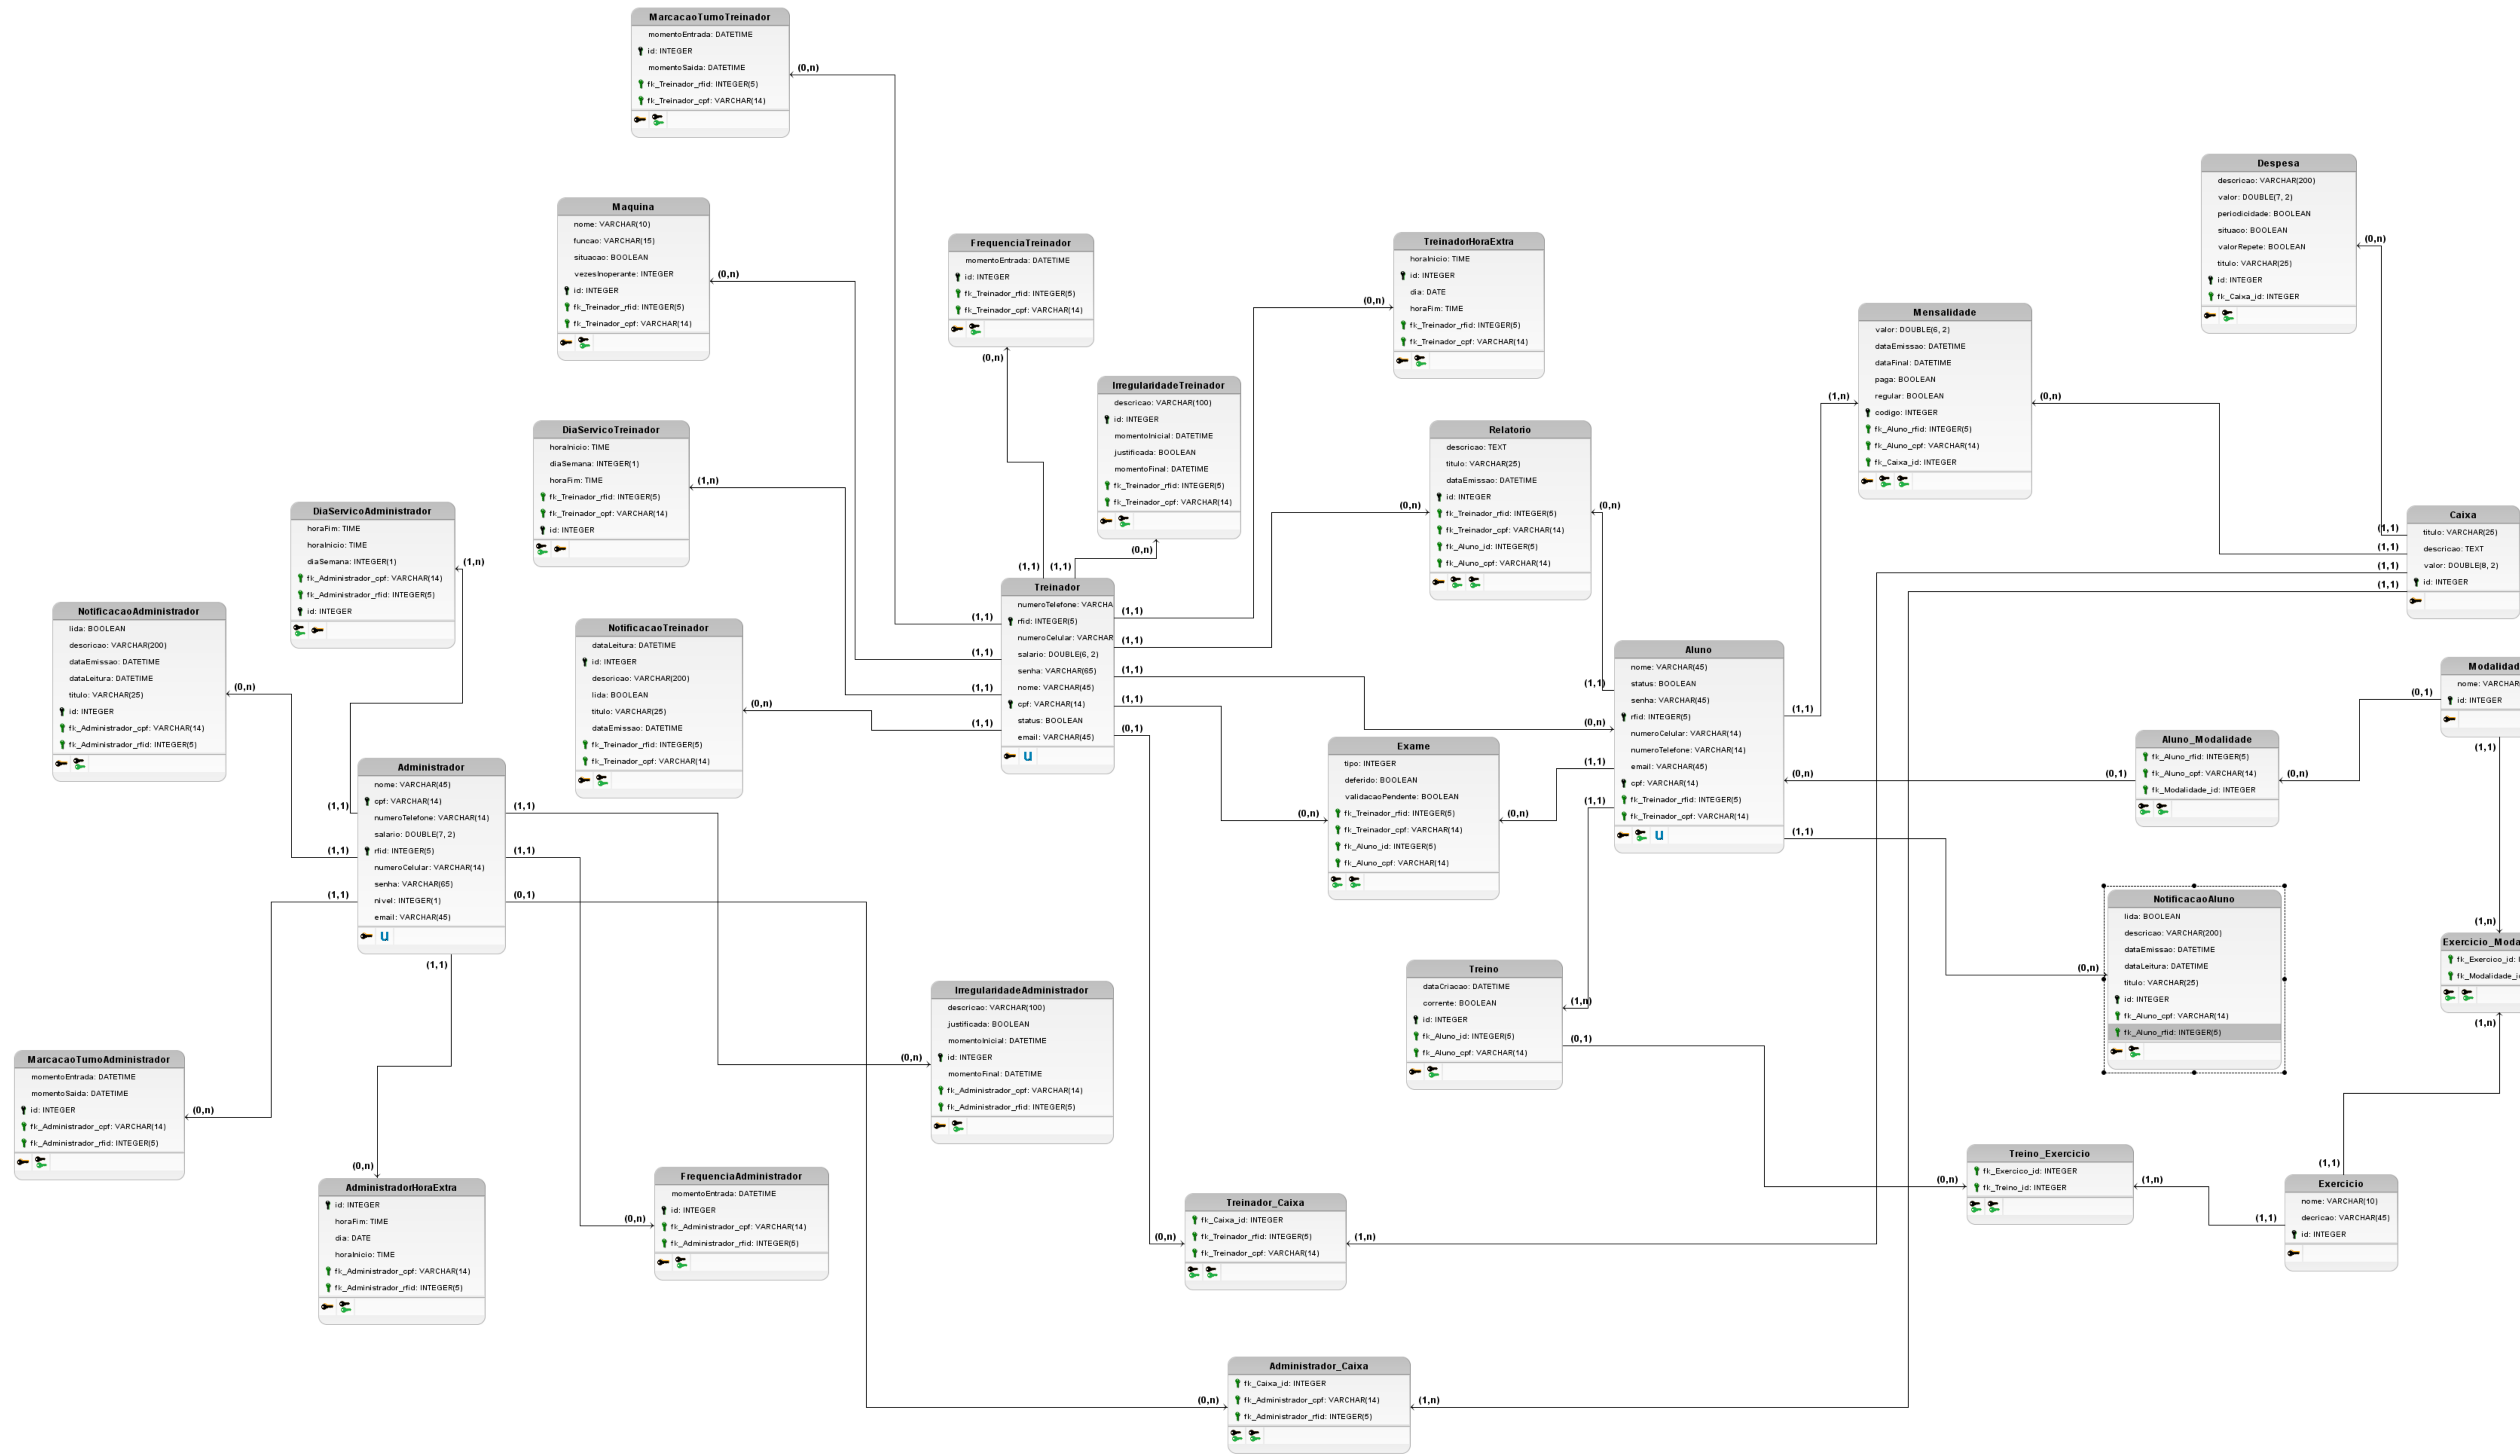 MarcacaoTurnoTreinador
momentoEntrada: DATETIME
id: INTEGER
momentoSaida: DATETIME
fk_Treinador_rfid: INTEGER(5)
fk_Treinador_cpf: VARCHAR(14)
(0,n)
Despesa
descricao: VARCHAR(200)
valor: DOUBLE(7, 2)
periodicidade: BOOLEAN
situaco: BOOLEAN
valorRepete: BOOLEAN
titulo: VARCHAR(25)
id: INTEGER
fk_Caixa_id: INTEGER
(0,n)
Maquina
nome: VARCHAR(10)
funcao: VARCHAR(15)
situacao: BOOLEAN
vezesInoperante: INTEGER
id: INTEGER
fk_Treinador_rfid: INTEGER(5)
fk_Treinador_cpf: VARCHAR(14)
(0,n)
FrequenciaTreinador
momentoEntrada: DATETIME
id: INTEGER
fk_Treinador_rfid: INTEGER(5)
fk_Treinador_cpf: VARCHAR(14)
(0,n)
TreinadorHoraExtra
horaInicio: TIME
id: INTEGER
dia: DATE
horaFim: TIME
fk_Treinador_rfid: INTEGER(5)
fk_Treinador_cpf: VARCHAR(14)
(0,n)
Mensalidade
valor: DOUBLE(6, 2)
dataEmissao: DATETIME
dataFinal: DATETIME
paga: BOOLEAN
regular: BOOLEAN
codigo: INTEGER
fk_Aluno_rfid: INTEGER(5)
fk_Aluno_cpf: VARCHAR(14)
fk_Caixa_id: INTEGER
(1,n)
(0,n)
IrregularidadeTreinador
descricao: VARCHAR(100)
id: INTEGER
momentoInicial: DATETIME
justificada: BOOLEAN
momentoFinal: DATETIME
fk_Treinador_rfid: INTEGER(5)
fk_Treinador_cpf: VARCHAR(14)
(0,n)
DiaServicoTreinador
horaInicio: TIME
diaSemana: INTEGER(1)
horaFim: TIME
fk_Treinador_rfid: INTEGER(5)
fk_Treinador_cpf: VARCHAR(14)
id: INTEGER
(1,n)
Relatorio
descricao: TEXT
titulo: VARCHAR(25)
dataEmissao: DATETIME
id: INTEGER
fk_Treinador_rfid: INTEGER(5)
fk_Treinador_cpf: VARCHAR(14)
fk_Aluno_id: INTEGER(5)
fk_Aluno_cpf: VARCHAR(14)
(0,n)
(0,n)
DiaServicoAdministrador
horaFim: TIME
horaInicio: TIME
diaSemana: INTEGER(1)
fk_Administrador_cpf: VARCHAR(14)
fk_Administrador_rfid: INTEGER(5)
id: INTEGER
(1,n)
Caixa
titulo: VARCHAR(25)
descricao: TEXT
valor: DOUBLE(8, 2)
id: INTEGER
(1,1)
(1,1)
(1,1)
(1,1)
NotificacaoAdministrador
lida: BOOLEAN
descricao: VARCHAR(200)
dataEmissao: DATETIME
dataLeitura: DATETIME
titulo: VARCHAR(25)
id: INTEGER
fk_Administrador_cpf: VARCHAR(14)
fk_Administrador_rfid: INTEGER(5)
(0,n)
NotificacaoTreinador
dataLeitura: DATETIME
id: INTEGER
descricao: VARCHAR(200)
lida: BOOLEAN
titulo: VARCHAR(25)
dataEmissao: DATETIME
fk_Treinador_rfid: INTEGER(5)
fk_Treinador_cpf: VARCHAR(14)
(0,n)
(1,1)
(1,1)
Treinador
numeroTelefone: VARCHA
rfid: INTEGER(5)
numeroCelular: VARCHAR
salario: DOUBLE(6, 2)
senha: VARCHAR(65)
nome: VARCHAR(45)
cpf: VARCHAR(14)
status: BOOLEAN
email: VARCHAR(45)
u
(1,1)
(1,1)
(1,1)
(1,1)
(1,1)
(1,1)
(1,1)
(1,1)
(0,1)
Aluno
nome: VARCHAR(45)
status: BOOLEAN
senha: VARCHAR(45)
rfid: INTEGER(5)
numeroCelular: VARCHAR(14)
numeroTelefone: VARCHAR(14)
email: VARCHAR(45)
cpf: VARCHAR(14)
fk_Treinador_rfid: INTEGER(5)
fk_Treinador_cpf: VARCHAR(14)
u
(1,1)
(0,n)
(1,1)
(1,1)
(1,1)
(0,n)
(1,1)
Modalidad
nome: VARCHAR(
id: INTEGER
(0,1)
(1,1)
Aluno_Modalidade
fk_Aluno_rfid: INTEGER(5)
fk_Aluno_cpf: VARCHAR(14)
fk_Modalidade_id: INTEGER
(0,1)
(0,n)
Exame
tipo: INTEGER
deferido: BOOLEAN
validacaoPendente: BOOLEAN
fk_Treinador_rfid: INTEGER(5)
fk_Treinador_cpf: VARCHAR(14)
fk_Aluno_id: INTEGER(5)
fk_Aluno_cpf: VARCHAR(14)
(0,n)
(0,n)
Administrador
nome: VARCHAR(45)
cpf: VARCHAR(14)
numeroTelefone: VARCHAR(14)
salario: DOUBLE(7, 2)
rfid: INTEGER(5)
numeroCelular: VARCHAR(14)
senha: VARCHAR(65)
nivel: INTEGER(1)
email: VARCHAR(45)
u
(1,1)
(1,1)
(1,1)
(1,1)
(1,1)
(0,1)
(1,1)
NotificacaoAluno
lida: BOOLEAN
descricao: VARCHAR(200)
dataEmissao: DATETIME
dataLeitura: DATETIME
titulo: VARCHAR(25)
id: INTEGER
fk_Aluno_cpf: VARCHAR(14)
fk_Aluno_rfid: INTEGER(5)
(0,n)
(1,n)
Exercicio_Moda
fk_Exercico_id: I
fk_Modalidade_i
(1,n)
Treino
dataCriacao: DATETIME
corrente: BOOLEAN
id: INTEGER
fk_Aluno_id: INTEGER(5)
fk_Aluno_cpf: VARCHAR(14)
(1,n)
(0,1)
IrregularidadeAdministrador
descricao: VARCHAR(100)
justificada: BOOLEAN
momentoInicial: DATETIME
id: INTEGER
momentoFinal: DATETIME
fk_Administrador_cpf: VARCHAR(14)
fk_Administrador_rfid: INTEGER(5)
(0,n)
MarcacaoTurnoAdministrador
momentoEntrada: DATETIME
momentoSaida: DATETIME
id: INTEGER
fk_Administrador_cpf: VARCHAR(14)
fk_Administrador_rfid: INTEGER(5)
(0,n)
(0,n)
AdministradorHoraExtra
id: INTEGER
horaFim: TIME
dia: DATE
horaInicio: TIME
fk_Administrador_cpf: VARCHAR(14)
fk_Administrador_rfid: INTEGER(5)
FrequenciaAdministrador
momentoEntrada: DATETIME
id: INTEGER
fk_Administrador_cpf: VARCHAR(14)
fk_Administrador_rfid: INTEGER(5)
(0,n)
Treinador_Caixa
fk_Caixa_id: INTEGER
fk_Treinador_rfid: INTEGER(5)
fk_Treinador_cpf: VARCHAR(14)
(0,n)
(1,n)
Treino_Exercicio
fk_Exercico_id: INTEGER
fk_Treino_id: INTEGER
(0,n)
(1,n)
(1,1)
Exercicio
nome: VARCHAR(10)
decricao: VARCHAR(45)
id: INTEGER
(1,1)
Administrador_Caixa
fk_Caixa_id: INTEGER
fk_Administrador_cpf: VARCHAR(14)
fk_Administrador_rfid: INTEGER(5)
(0,n)
(1,n)